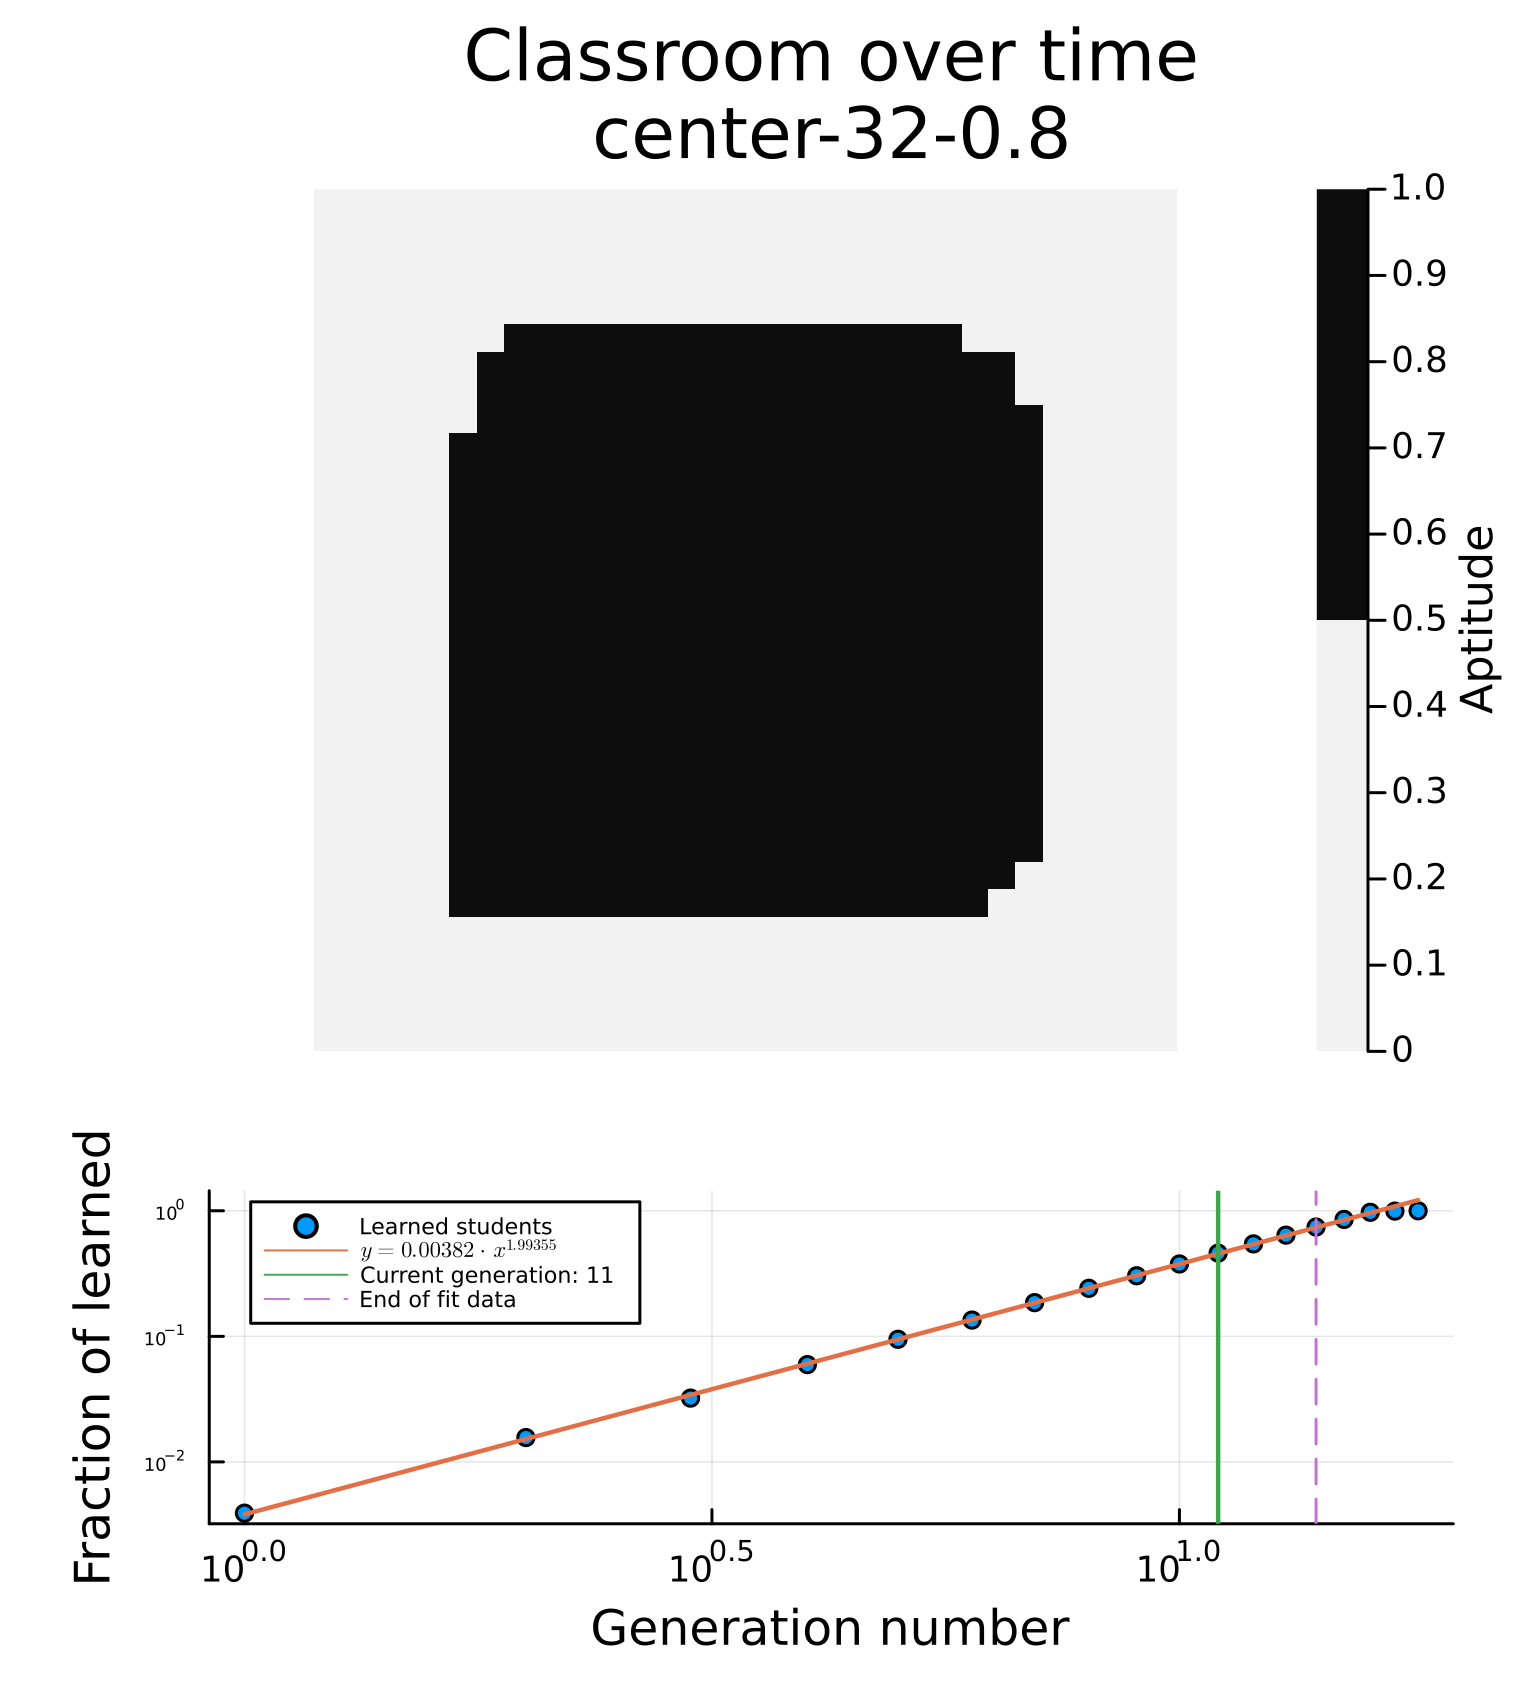 Classroom over time
center-32-0.8
1.0
0.9
0.8
0.7
0.6
0.5
0.4
0.3
0.2
0.1
0
Aptitude
Fraction of learned
10⁰
10⁻¹
10⁻²
Learned students
y = 0.00382 · x^1.99355
Current generation: 11
End of fit data
10^0.0
10^0.5
10^1.0
Generation number